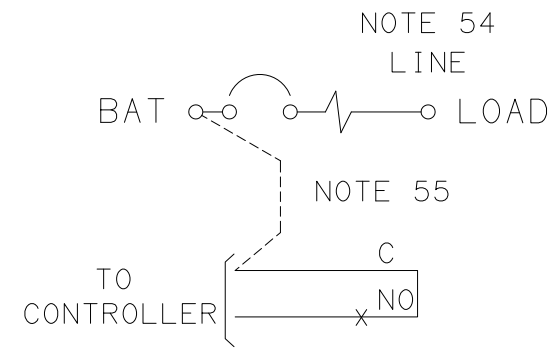 NOTE 54
LINE
BAT
LOAD
NOTE 55
C
TO
CONTROLLER
NO